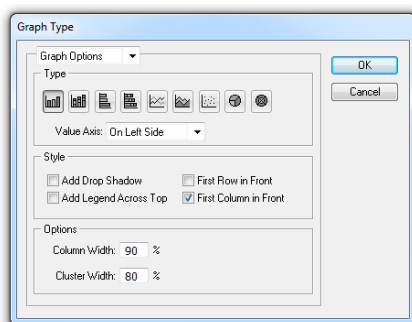 Graph Type
Graph Options
OK
Cancel
Type
Value Axis: On Left Side
Style
Add Drop Shadow
First Row in Front
Add Legend Across Top
First Column in Front
Options
Column Width: 90 %
Cluster Width: 80 %